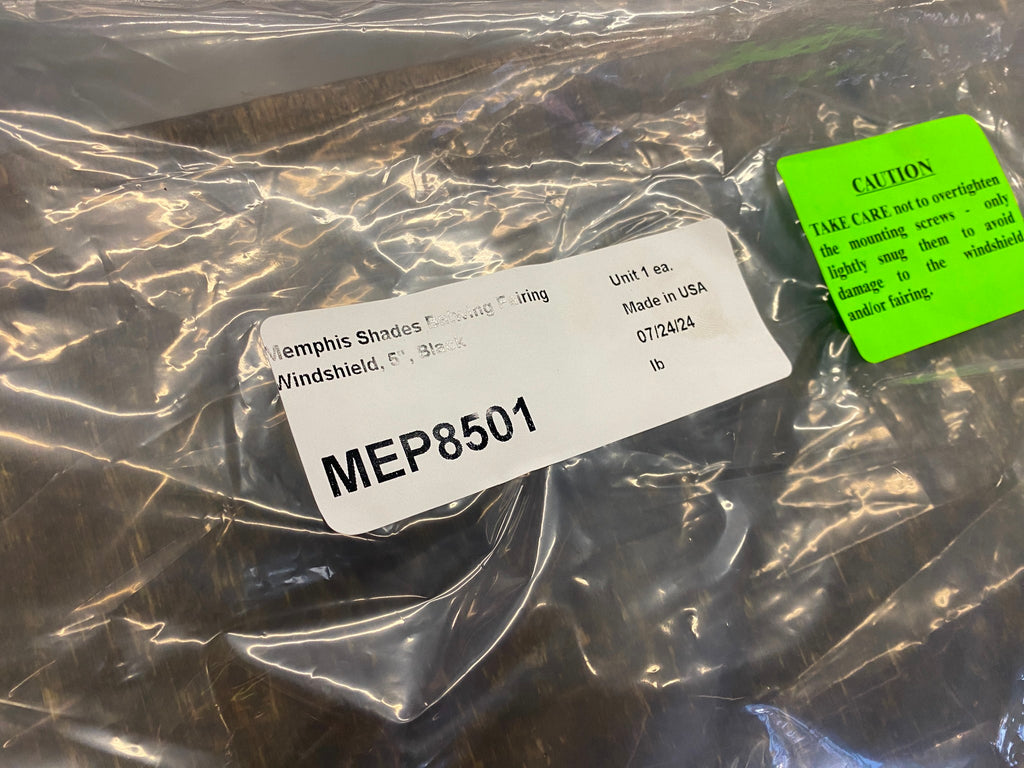 Memphis Shades Batwing Fairing
Windshield, 5", Black
MEP8501
Unit 1 ea.
Made in USA
07/24/24
lb
CAUTION
TAKE CARE not to overtighten
the mounting screws - only
lightly snug them to avoid
damage to the windshield
and/or fairing.